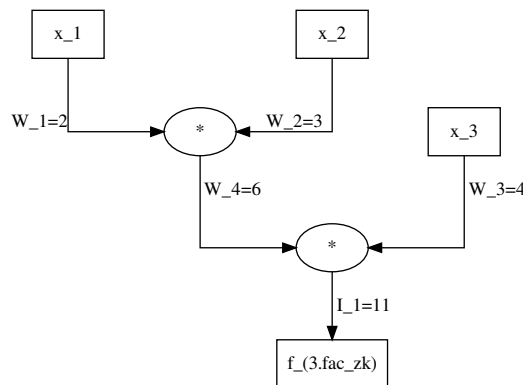 x_1
x_2
W_1=2
*
W_2=3
x_3
W_4=6
W_3=4
*
I_1=11
f_(3.fac_zk)